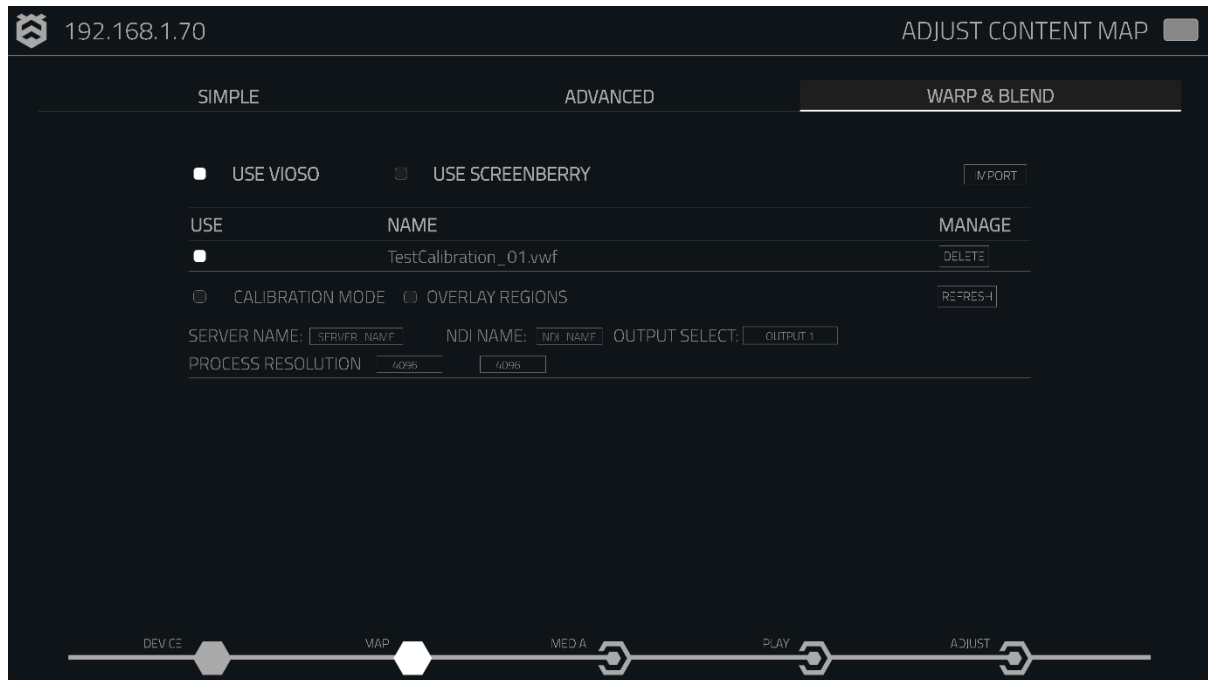 192.168.1.70 ADJUST CONTENT MAP
SIMPLE ADVANCED WARP & BLEND
USE VIOSO USE SCREENBERRY IMPORT
USE NAME MANAGE
TestCalibration_01.vwf DELETE
CALIBRATION MODE OVERLAY REGIONS REFRESH
SERVER NAME: SERVER_NAME NDI NAME: NDI_NAME OUTPUT SELECT: OUTPUT 1
PROCESS RESOLUTION 4096 4096
DEVICE MAP MEDIA PLAY ADJUST